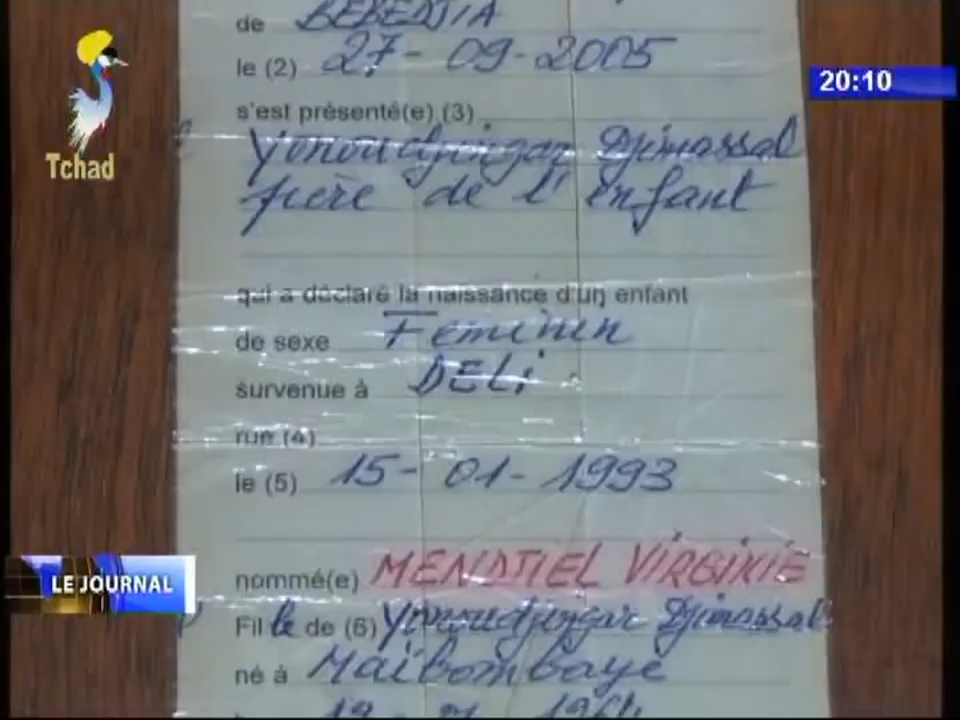 de BEBEDJIA
le (2) 27-09-2005
20:10
s'est présenté(e) (3)
Tchad
Yonoudjingar Djimassal
père de l'enfant
qui a déclaré la naissance d'un enfant
de sexe Feminin
survenue à DELI
rue (4)
le (5) 15-01-1993
LE JOURNAL
nommé(e) MENDJIEL VIRGINIE
Fille de (6) Yonoudjingar Djimassal
né à Maïbombaye